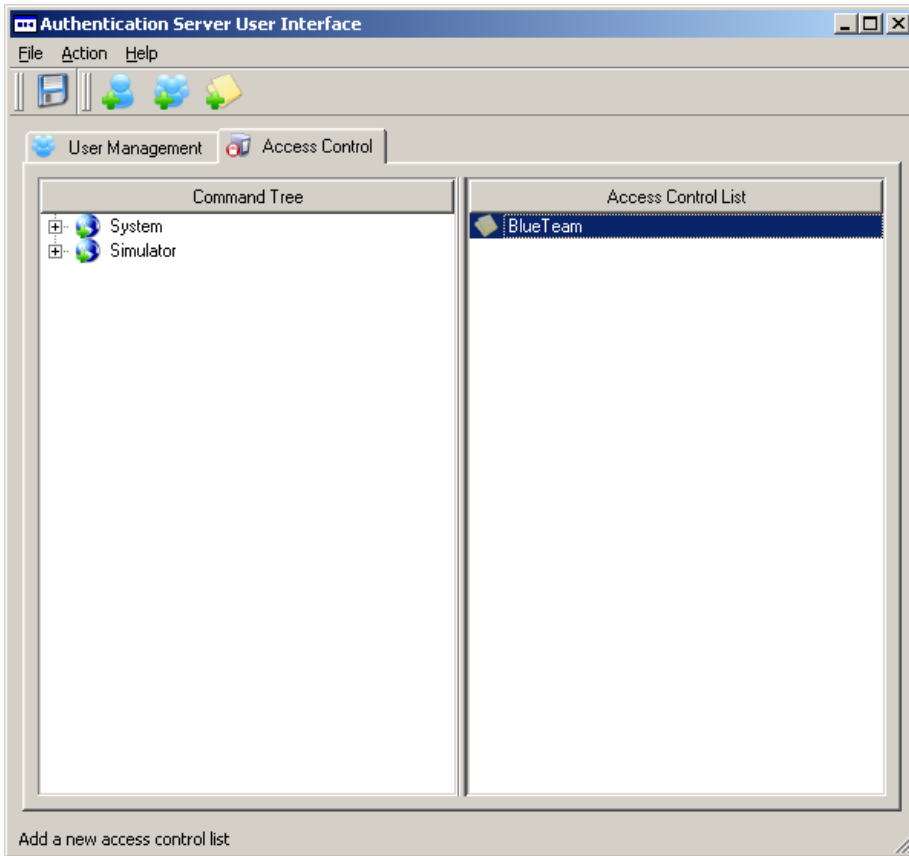 Authentication Server User Interface
File Action Help
User Management Access Control
Command Tree Access Control List
System BlueTeam
Simulator
Add a new access control list